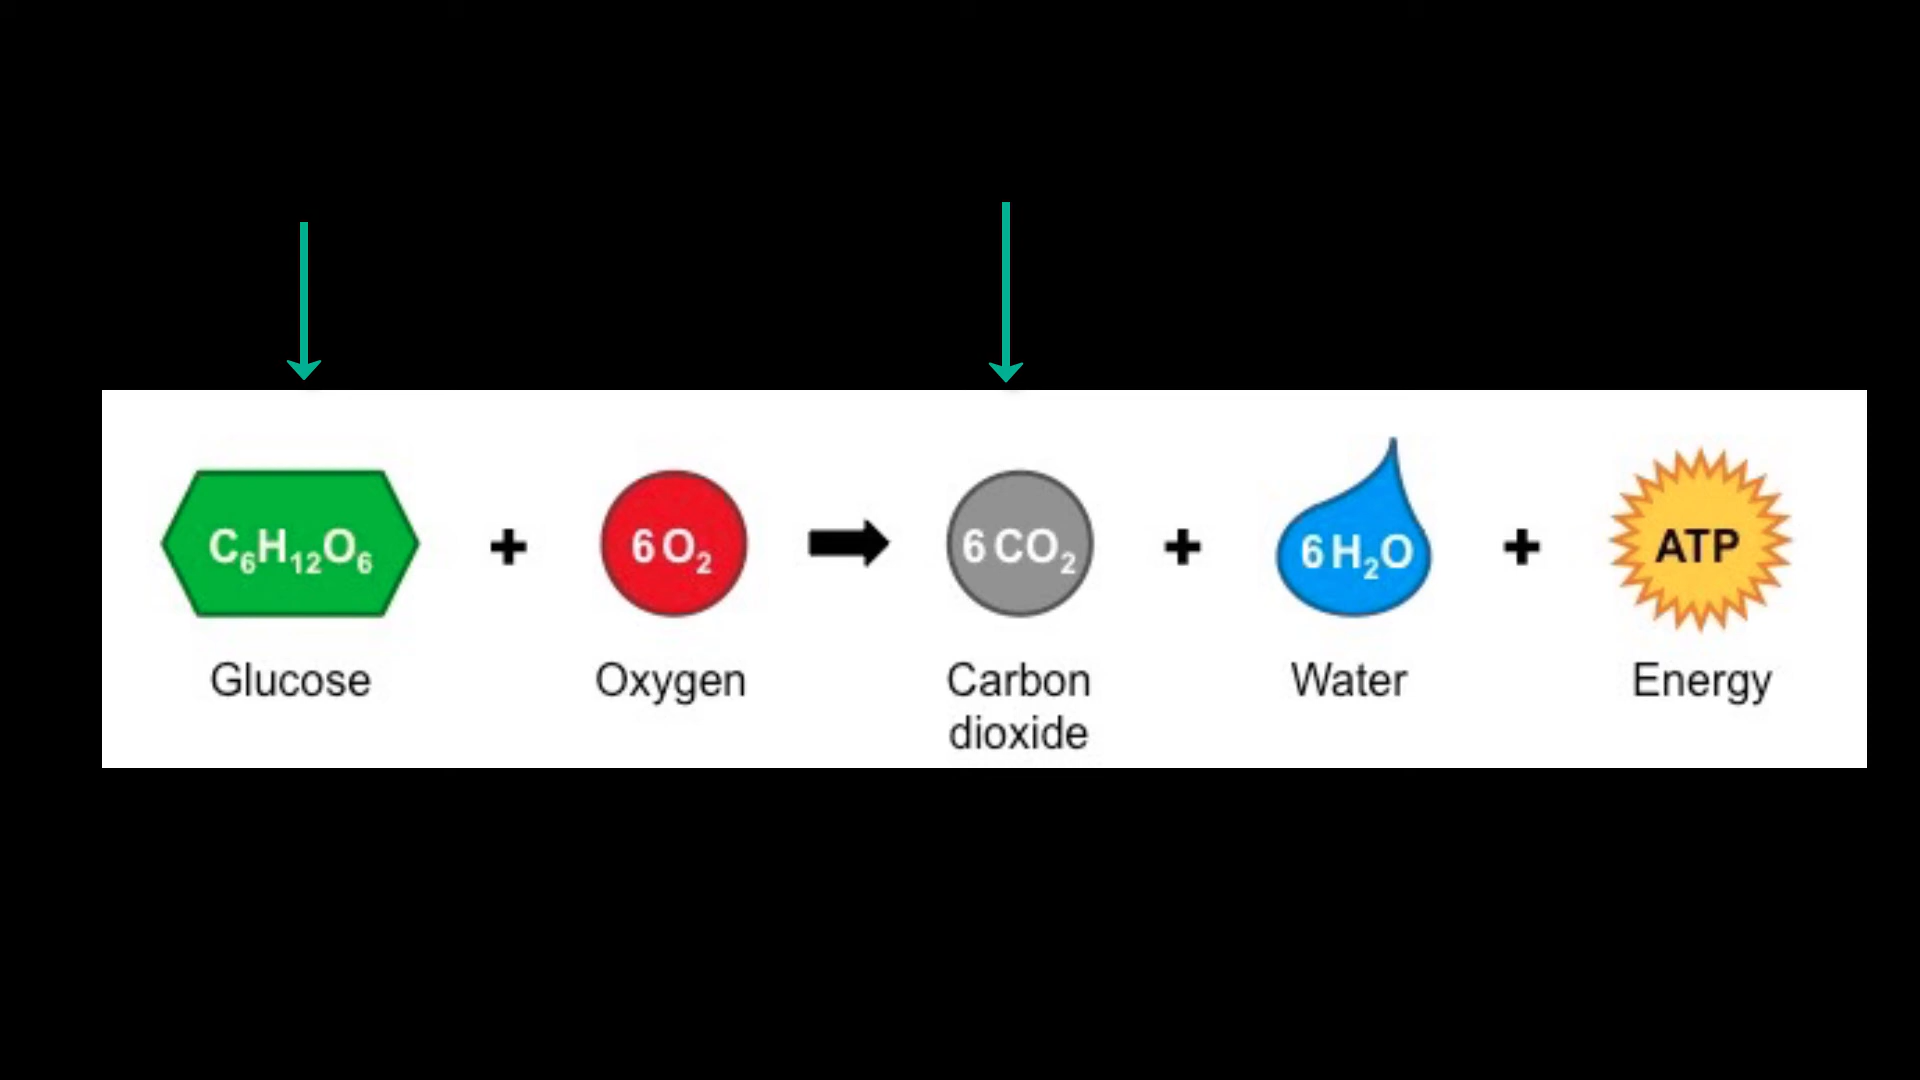 C₆H₁₂O₆ + 6 O₂ → 6 CO₂ + 6 H₂O + ATP
Glucose Oxygen Carbon dioxide Water Energy